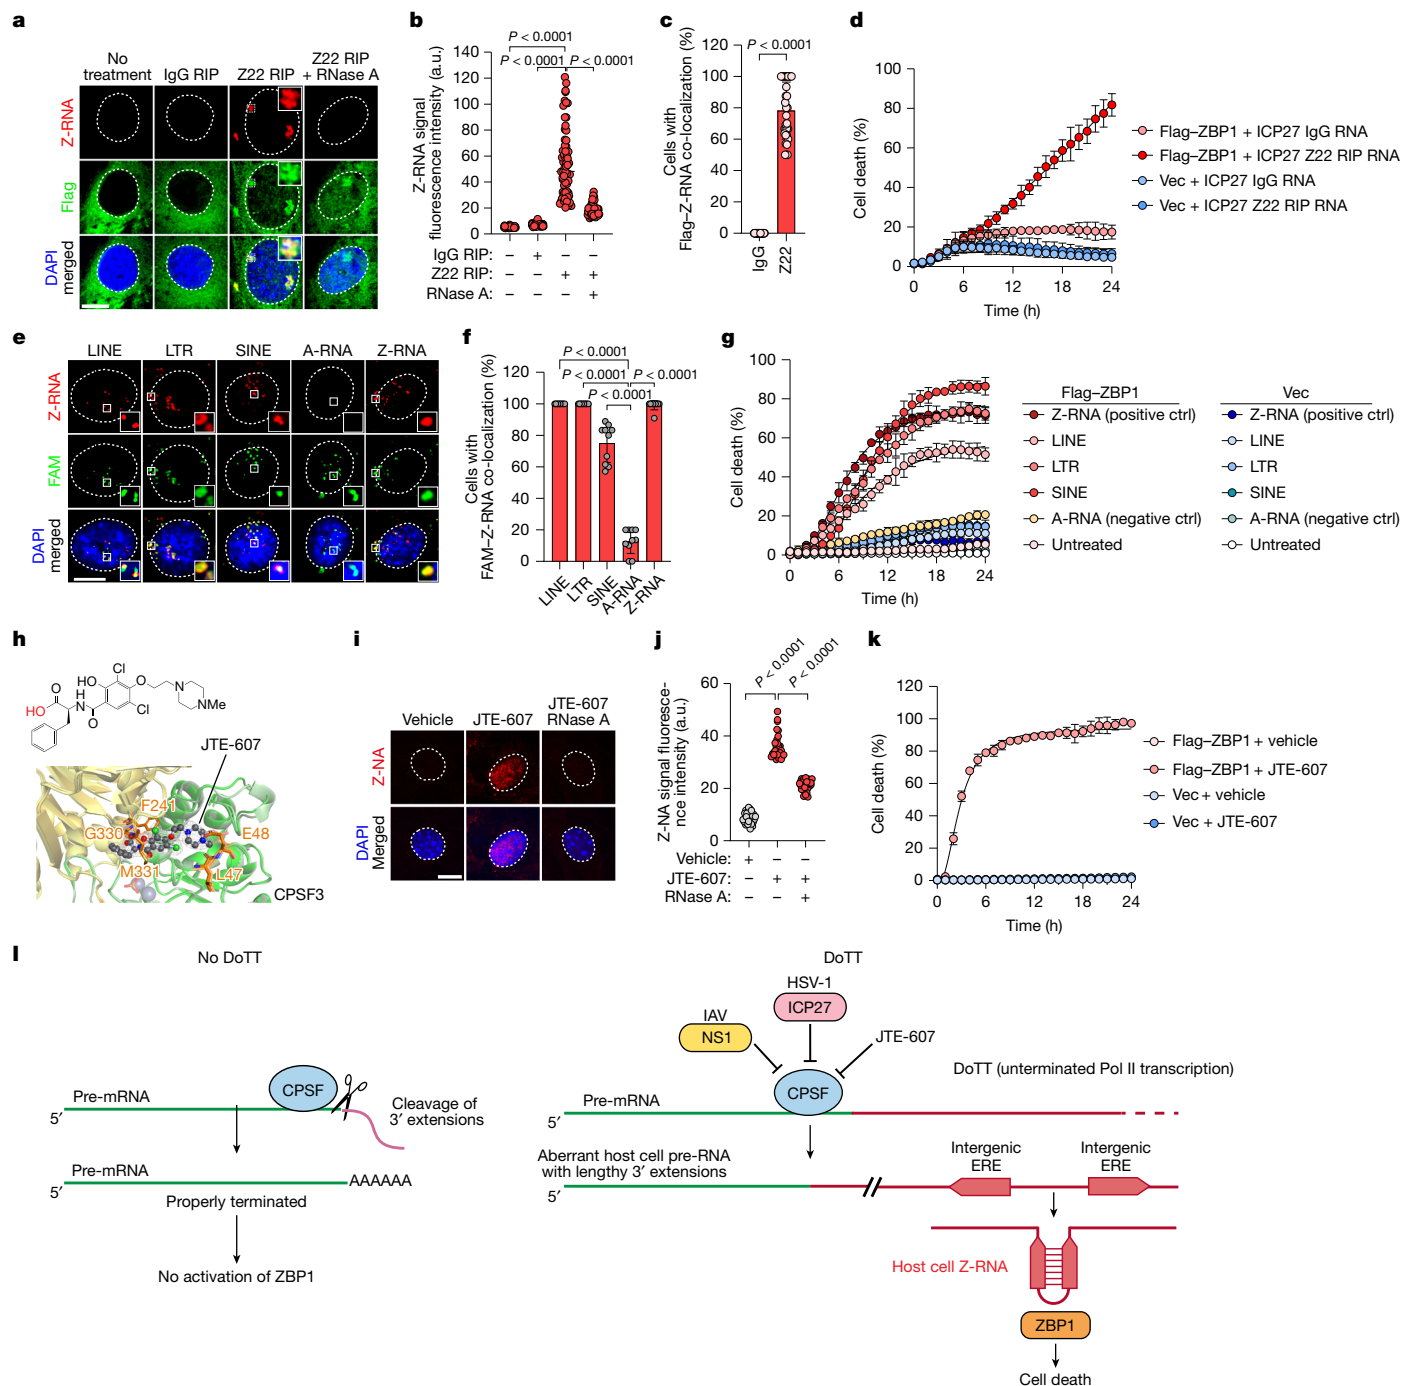 a
No
treatment
IgG RIP
Z22 RIP
Z22 RIP
+ RNase A
Z-RNA
Flag
DAPI
merged
b
P < 0.0001
P < 0.0001
P < 0.0001
Z-RNA signal
fluorescence intensity (a.u.)
140
120
100
80
60
40
20
0
IgG RIP: – + – –
Z22 RIP: – – + +
RNase A: – – – +
c
P < 0.0001
Cells with
Flag–Z-RNA co-localization (%)
120
100
80
60
40
20
0
IgG
Z22
d
Cell death (%)
100
80
60
40
20
0
0 6 12 18 24
Time (h)
Flag–ZBP1 + ICP27 IgG RNA
Flag–ZBP1 + ICP27 Z22 RIP RNA
Vec + ICP27 IgG RNA
Vec + ICP27 Z22 RIP RNA
e
LINE
LTR
SINE
A-RNA
Z-RNA
Z-RNA
FAM
DAPI
merged
f
P < 0.0001
P < 0.0001
P < 0.0001
P < 0.0001
Cells with
FAM–Z-RNA co-localization (%)
120
100
80
60
40
20
0
LINE
LTR
SINE
A-RNA
Z-RNA
g
Cell death (%)
100
80
60
40
20
0
0 6 12 18 24
Time (h)
Flag–ZBP1
Z-RNA (positive ctrl)
LINE
LTR
SINE
A-RNA (negative ctrl)
Untreated
Vec
Z-RNA (positive ctrl)
LINE
LTR
SINE
A-RNA (negative ctrl)
Untreated
h
Cl
HO
O
N
NMe
O
H
N
HO
O
Cl
JTE-607
F241
G330
E48
M331
L47
CPSF3
i
Vehicle
JTE-607
JTE-607
RNase A
Z-NA
DAPI
Merged
j
P < 0.0001
P < 0.0001
Z-NA signal fluoresce-
nce intensity (a.u.)
60
40
20
0
Vehicle: + – –
JTE-607: – + +
RNase A: – – +
k
Cell death (%)
120
100
80
60
40
20
0
0 6 12 18 24
Time (h)
Flag–ZBP1 + vehicle
Flag–ZBP1 + JTE-607
Vec + vehicle
Vec + JTE-607
l
No DoTT
CPSF
Pre-mRNA
5′
Cleavage of
3′ extensions
Pre-mRNA
AAAAAA
5′
Properly terminated
No activation of ZBP1
DoTT
HSV-1
ICP27
IAV
NS1
JTE-607
CPSF
DoTT (unterminated Pol II transcription)
Pre-mRNA
5′
Aberrant host cell pre-RNA
with lengthy 3′ extensions
5′
Intergenic
ERE
Intergenic
ERE
Host cell Z-RNA
ZBP1
Cell death